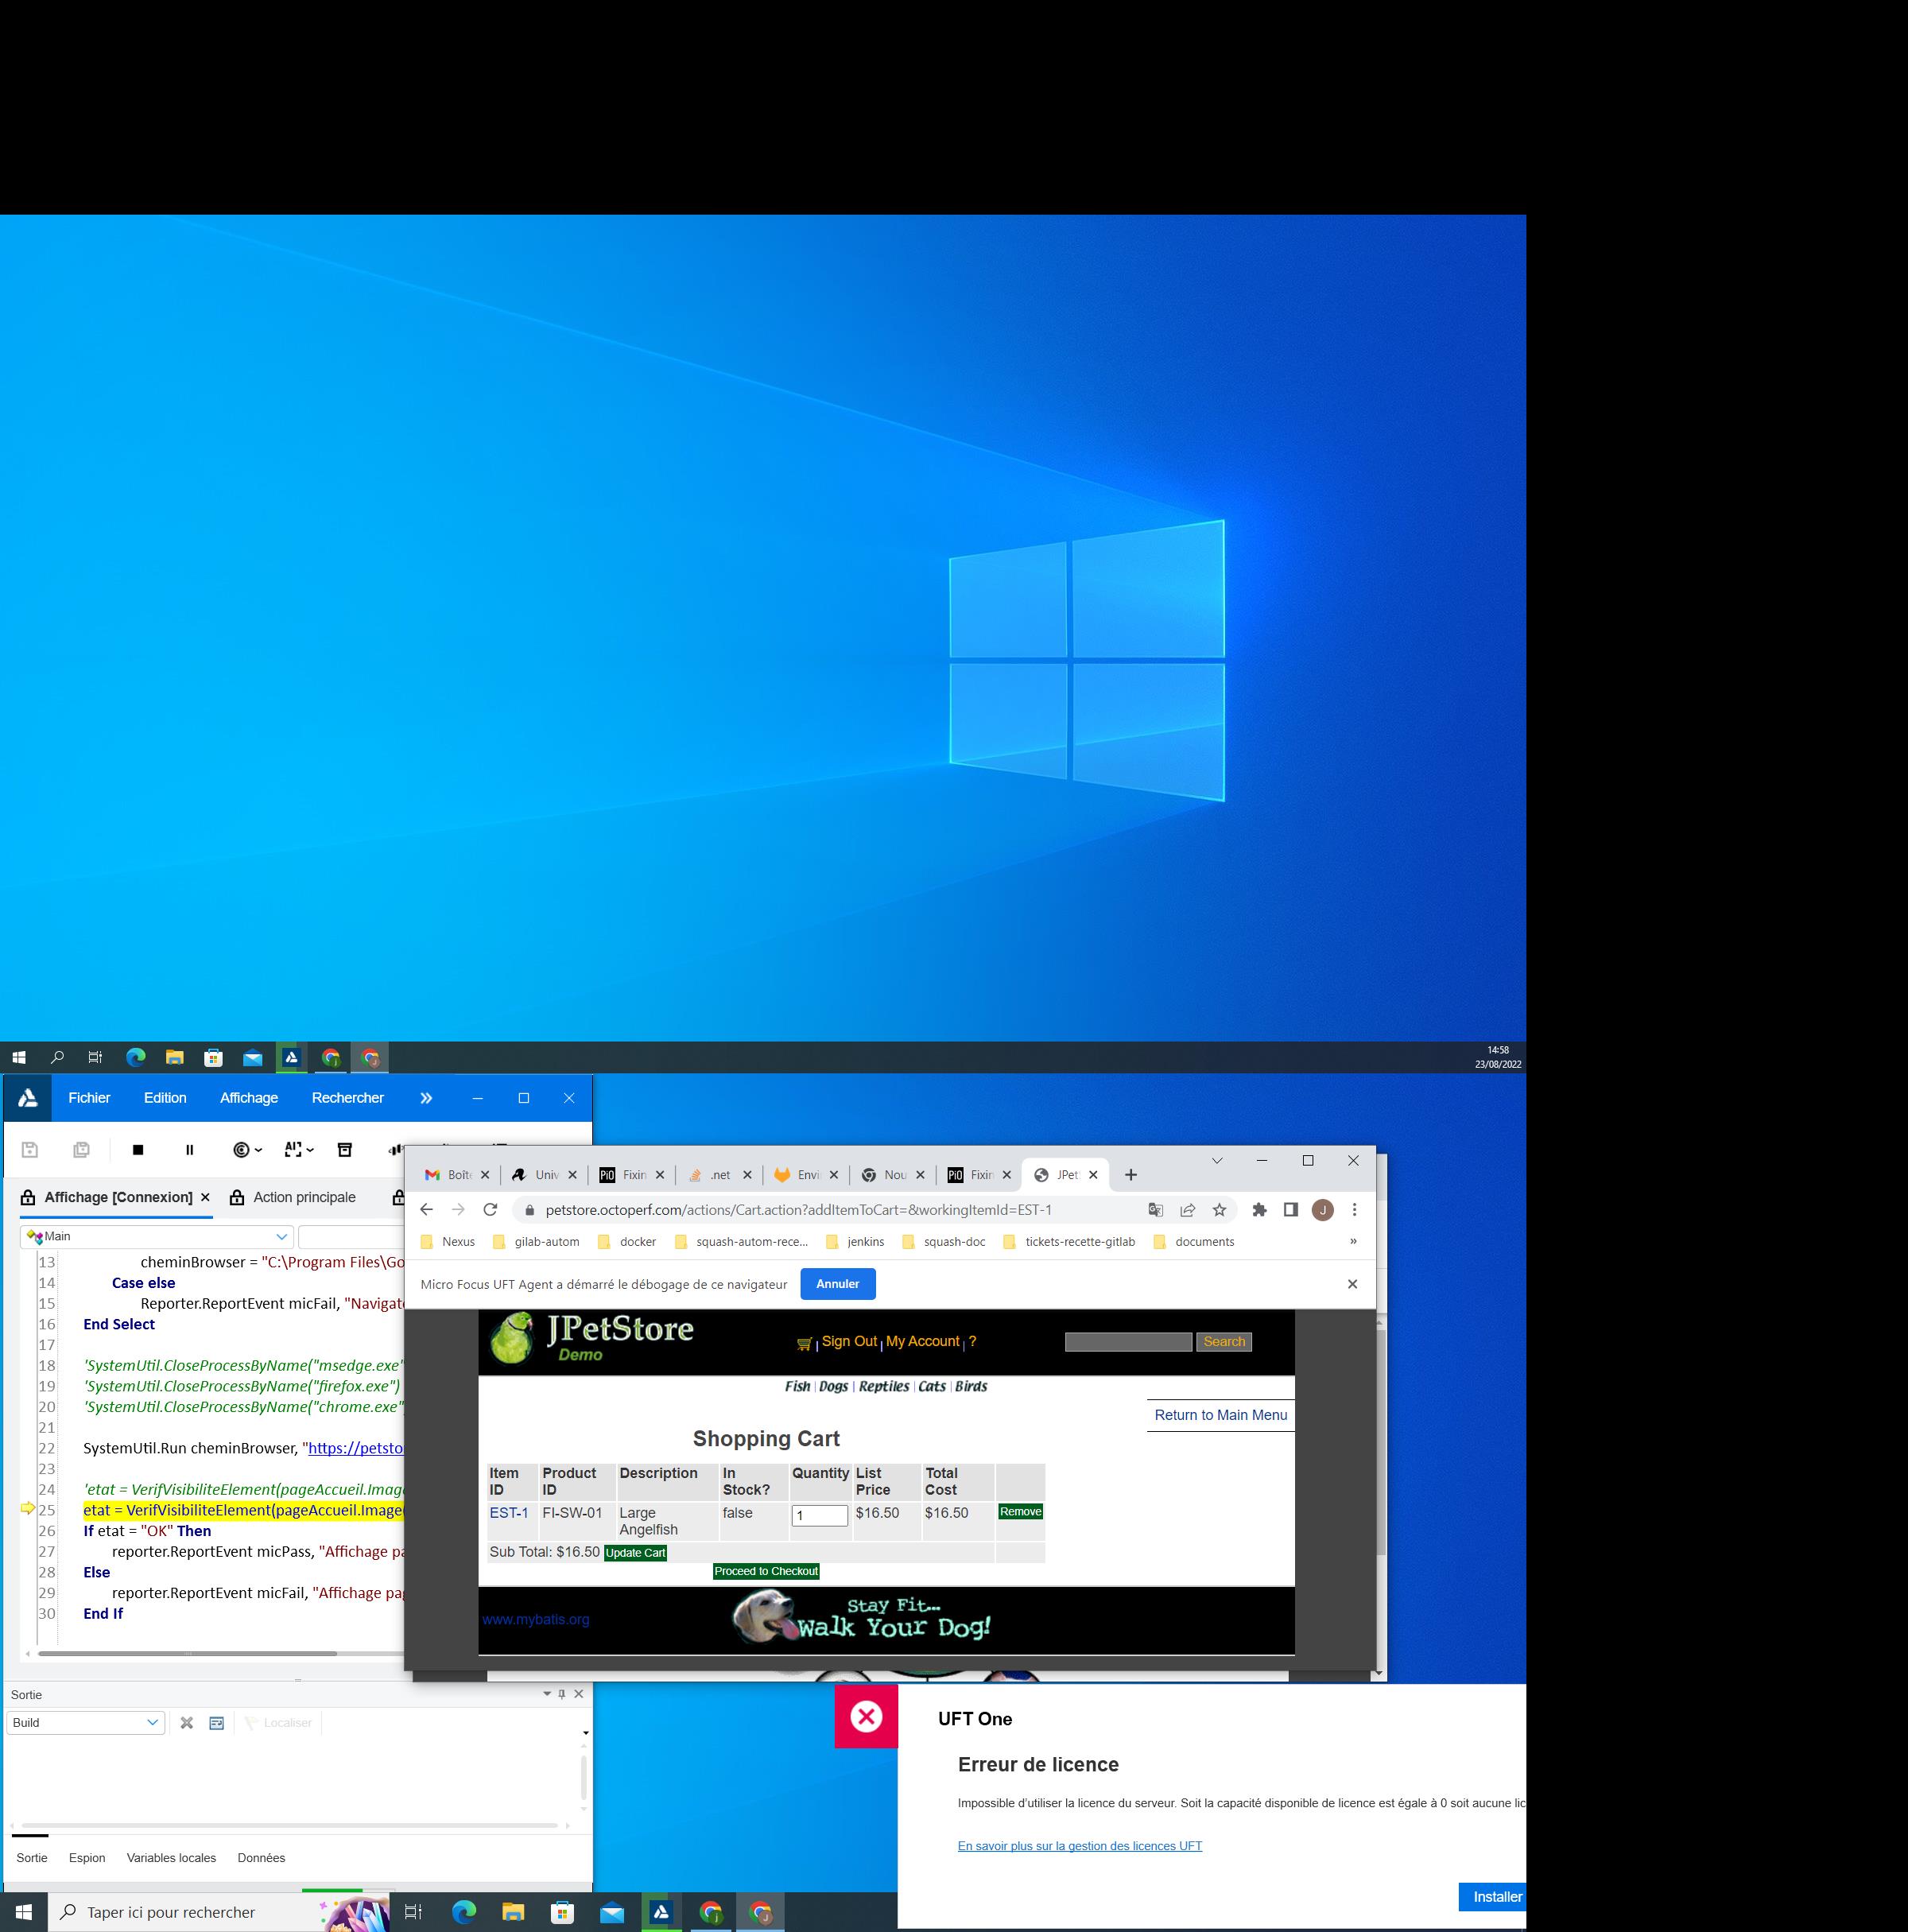 14:58
23/08/2022
Fichier Edition Affichage Rechercher »
Affichage [Connexion] × Action principale
Main
13 cheminBrowser = "C:\Program Files\Go
14 Case else
15 Reporter.ReportEvent micFail, "Navigat
16 End Select
17
18 'SystemUtil.CloseProcessByName("msedge.exe"
19 'SystemUtil.CloseProcessByName("firefox.exe")
20 'SystemUtil.CloseProcessByName("chrome.exe"
21
22 SystemUtil.Run cheminBrowser, "https://petsto
23
24 'etat = VerifVisibiliteElement(pageAccueil.Imag
25 etat = VerifVisibiliteElement(pageAccueil.Image
26 If etat = "OK" Then
27 reporter.ReportEvent micPass, "Affichage pa
28 Else
29 reporter.ReportEvent micFail, "Affichage pa
30 End If
Boît Univ PiO Fixin .net Envi Nou PiO Fixin JPet
petstore.octoperf.com/actions/Cart.action?addItemToCart=&workingItemId=EST-1
J
Nexus gilab-autom docker squash-autom-rece... jenkins squash-doc tickets-recette-gitlab documents »
Micro Focus UFT Agent a démarré le débogage de ce navigateur Annuler
JPetStore
Demo
| Sign Out | My Account | ? Search
Fish | Dogs | Reptiles | Cats | Birds
Return to Main Menu
Shopping Cart
Item ID Product ID Description In Stock? Quantity List Price Total Cost
EST-1 FI-SW-01 Large Angelfish false 1 $16.50 $16.50 Remove
Sub Total: $16.50 Update Cart
Proceed to Checkout
www.mybatis.org
Stay Fit...
Walk Your Dog!
Sortie
Build Localiser
Sortie Espion Variables locales Données
UFT One
Erreur de licence
Impossible d'utiliser la licence du serveur. Soit la capacité disponible de licence est égale à 0 soit aucune lic
En savoir plus sur la gestion des licences UFT
Installer
Taper ici pour rechercher